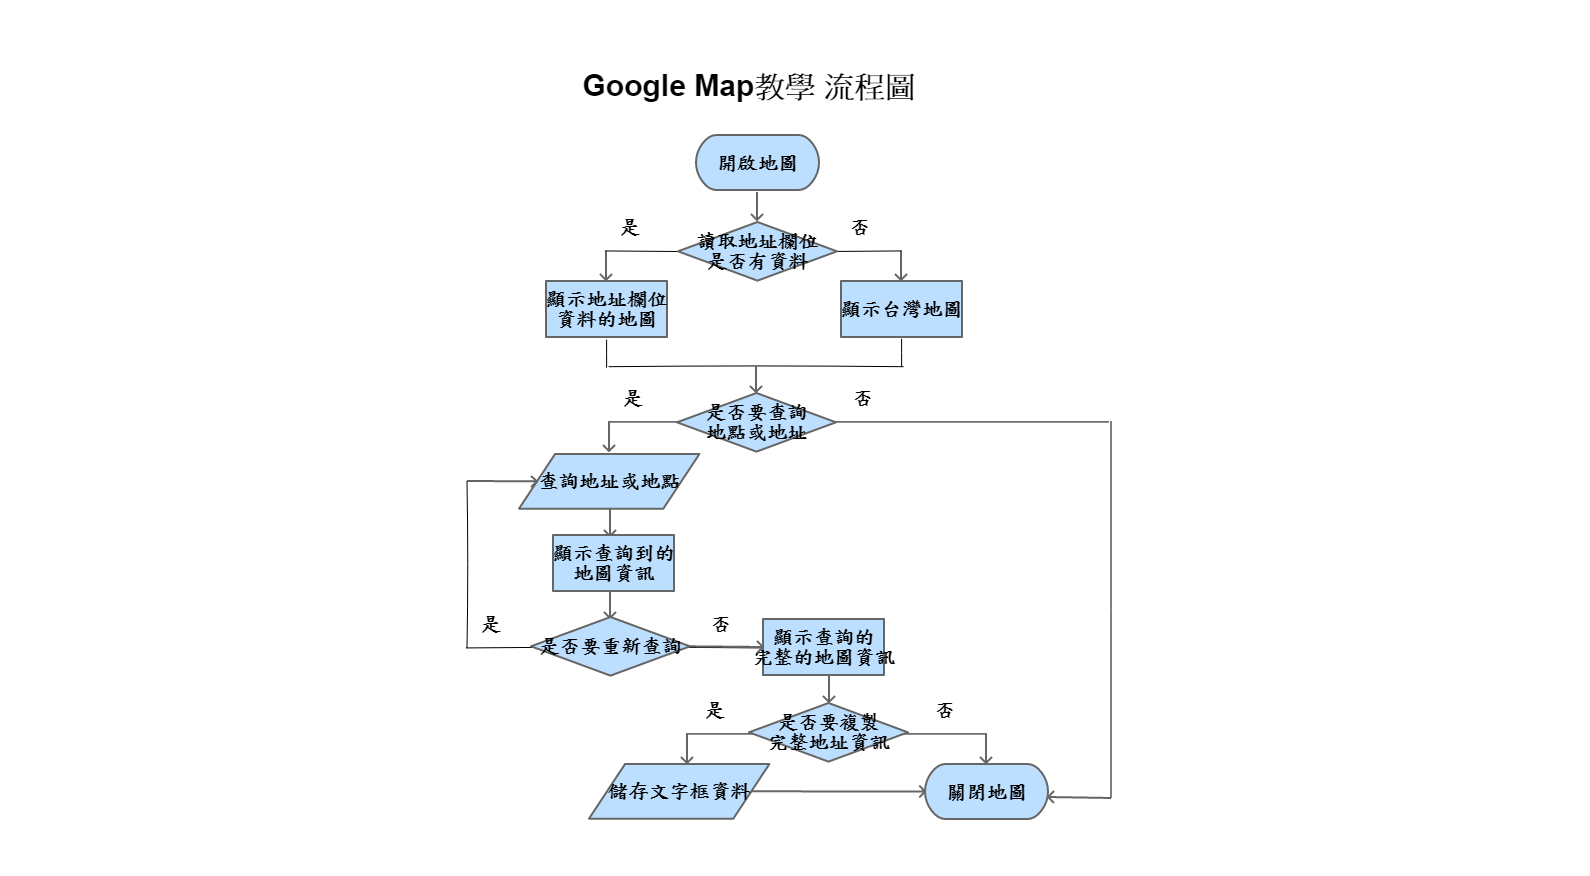 Google Map教學 流程圖
開啟地圖
是
否
讀取地址欄位
是否有資料
顯示地址欄位
資料的地圖
顯示台灣地圖
是
否
是否要查詢
地點或地址
查詢地址或地點
顯示查詢到的
地圖資訊
是
否
是否要重新查詢
顯示查詢的
完整的地圖資訊
是
否
是否要複製
完整地址資訊
儲存文字框資料
關閉地圖